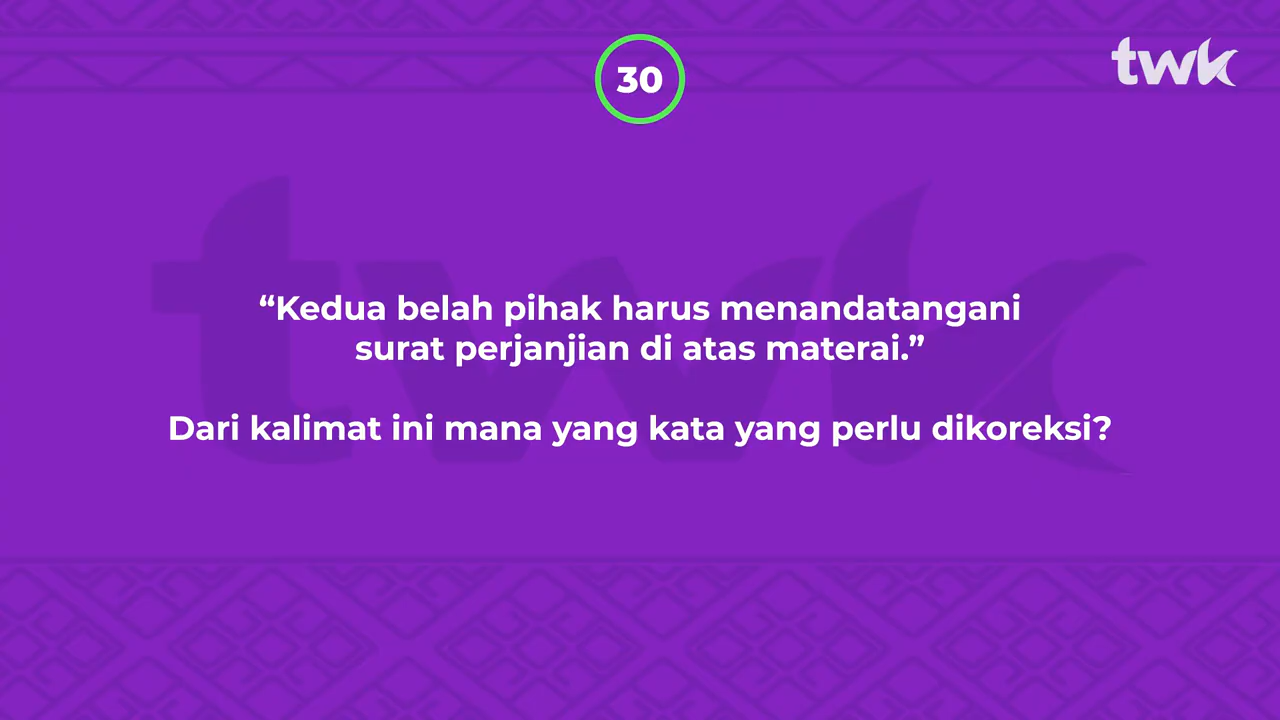 30
twk
“Kedua belah pihak harus menandatangani
surat perjanjian di atas materai.”
Dari kalimat ini mana yang kata yang perlu dikoreksi?
twk